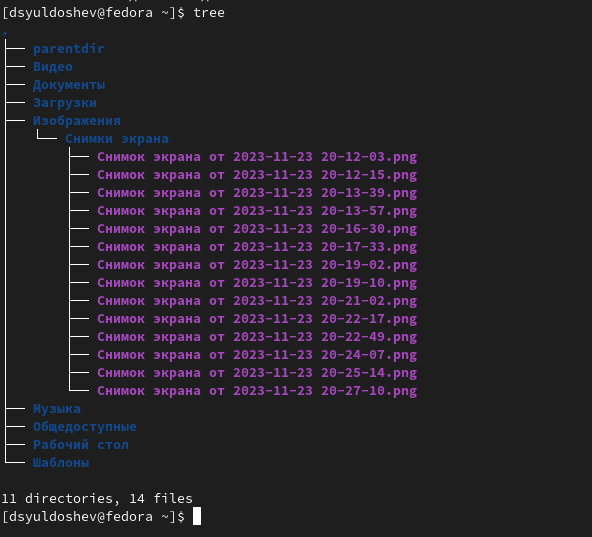 [dsyuldoshev@fedora ~]$ tree
.
├── parentdir
├── Видео
├── Документы
├── Загрузки
├── Изображения
│   └── Снимки экрана
│       ├── Снимок экрана от 2023-11-23 20-12-03.png
│       ├── Снимок экрана от 2023-11-23 20-12-15.png
│       ├── Снимок экрана от 2023-11-23 20-13-39.png
│       ├── Снимок экрана от 2023-11-23 20-13-57.png
│       ├── Снимок экрана от 2023-11-23 20-16-30.png
│       ├── Снимок экрана от 2023-11-23 20-17-33.png
│       ├── Снимок экрана от 2023-11-23 20-19-02.png
│       ├── Снимок экрана от 2023-11-23 20-19-10.png
│       ├── Снимок экрана от 2023-11-23 20-21-02.png
│       ├── Снимок экрана от 2023-11-23 20-22-17.png
│       ├── Снимок экрана от 2023-11-23 20-22-49.png
│       ├── Снимок экрана от 2023-11-23 20-24-07.png
│       ├── Снимок экрана от 2023-11-23 20-25-14.png
│       └── Снимок экрана от 2023-11-23 20-27-10.png
├── Музыка
├── Общедоступные
├── Рабочий стол
└── Шаблоны

11 directories, 14 files
[dsyuldoshev@fedora ~]$